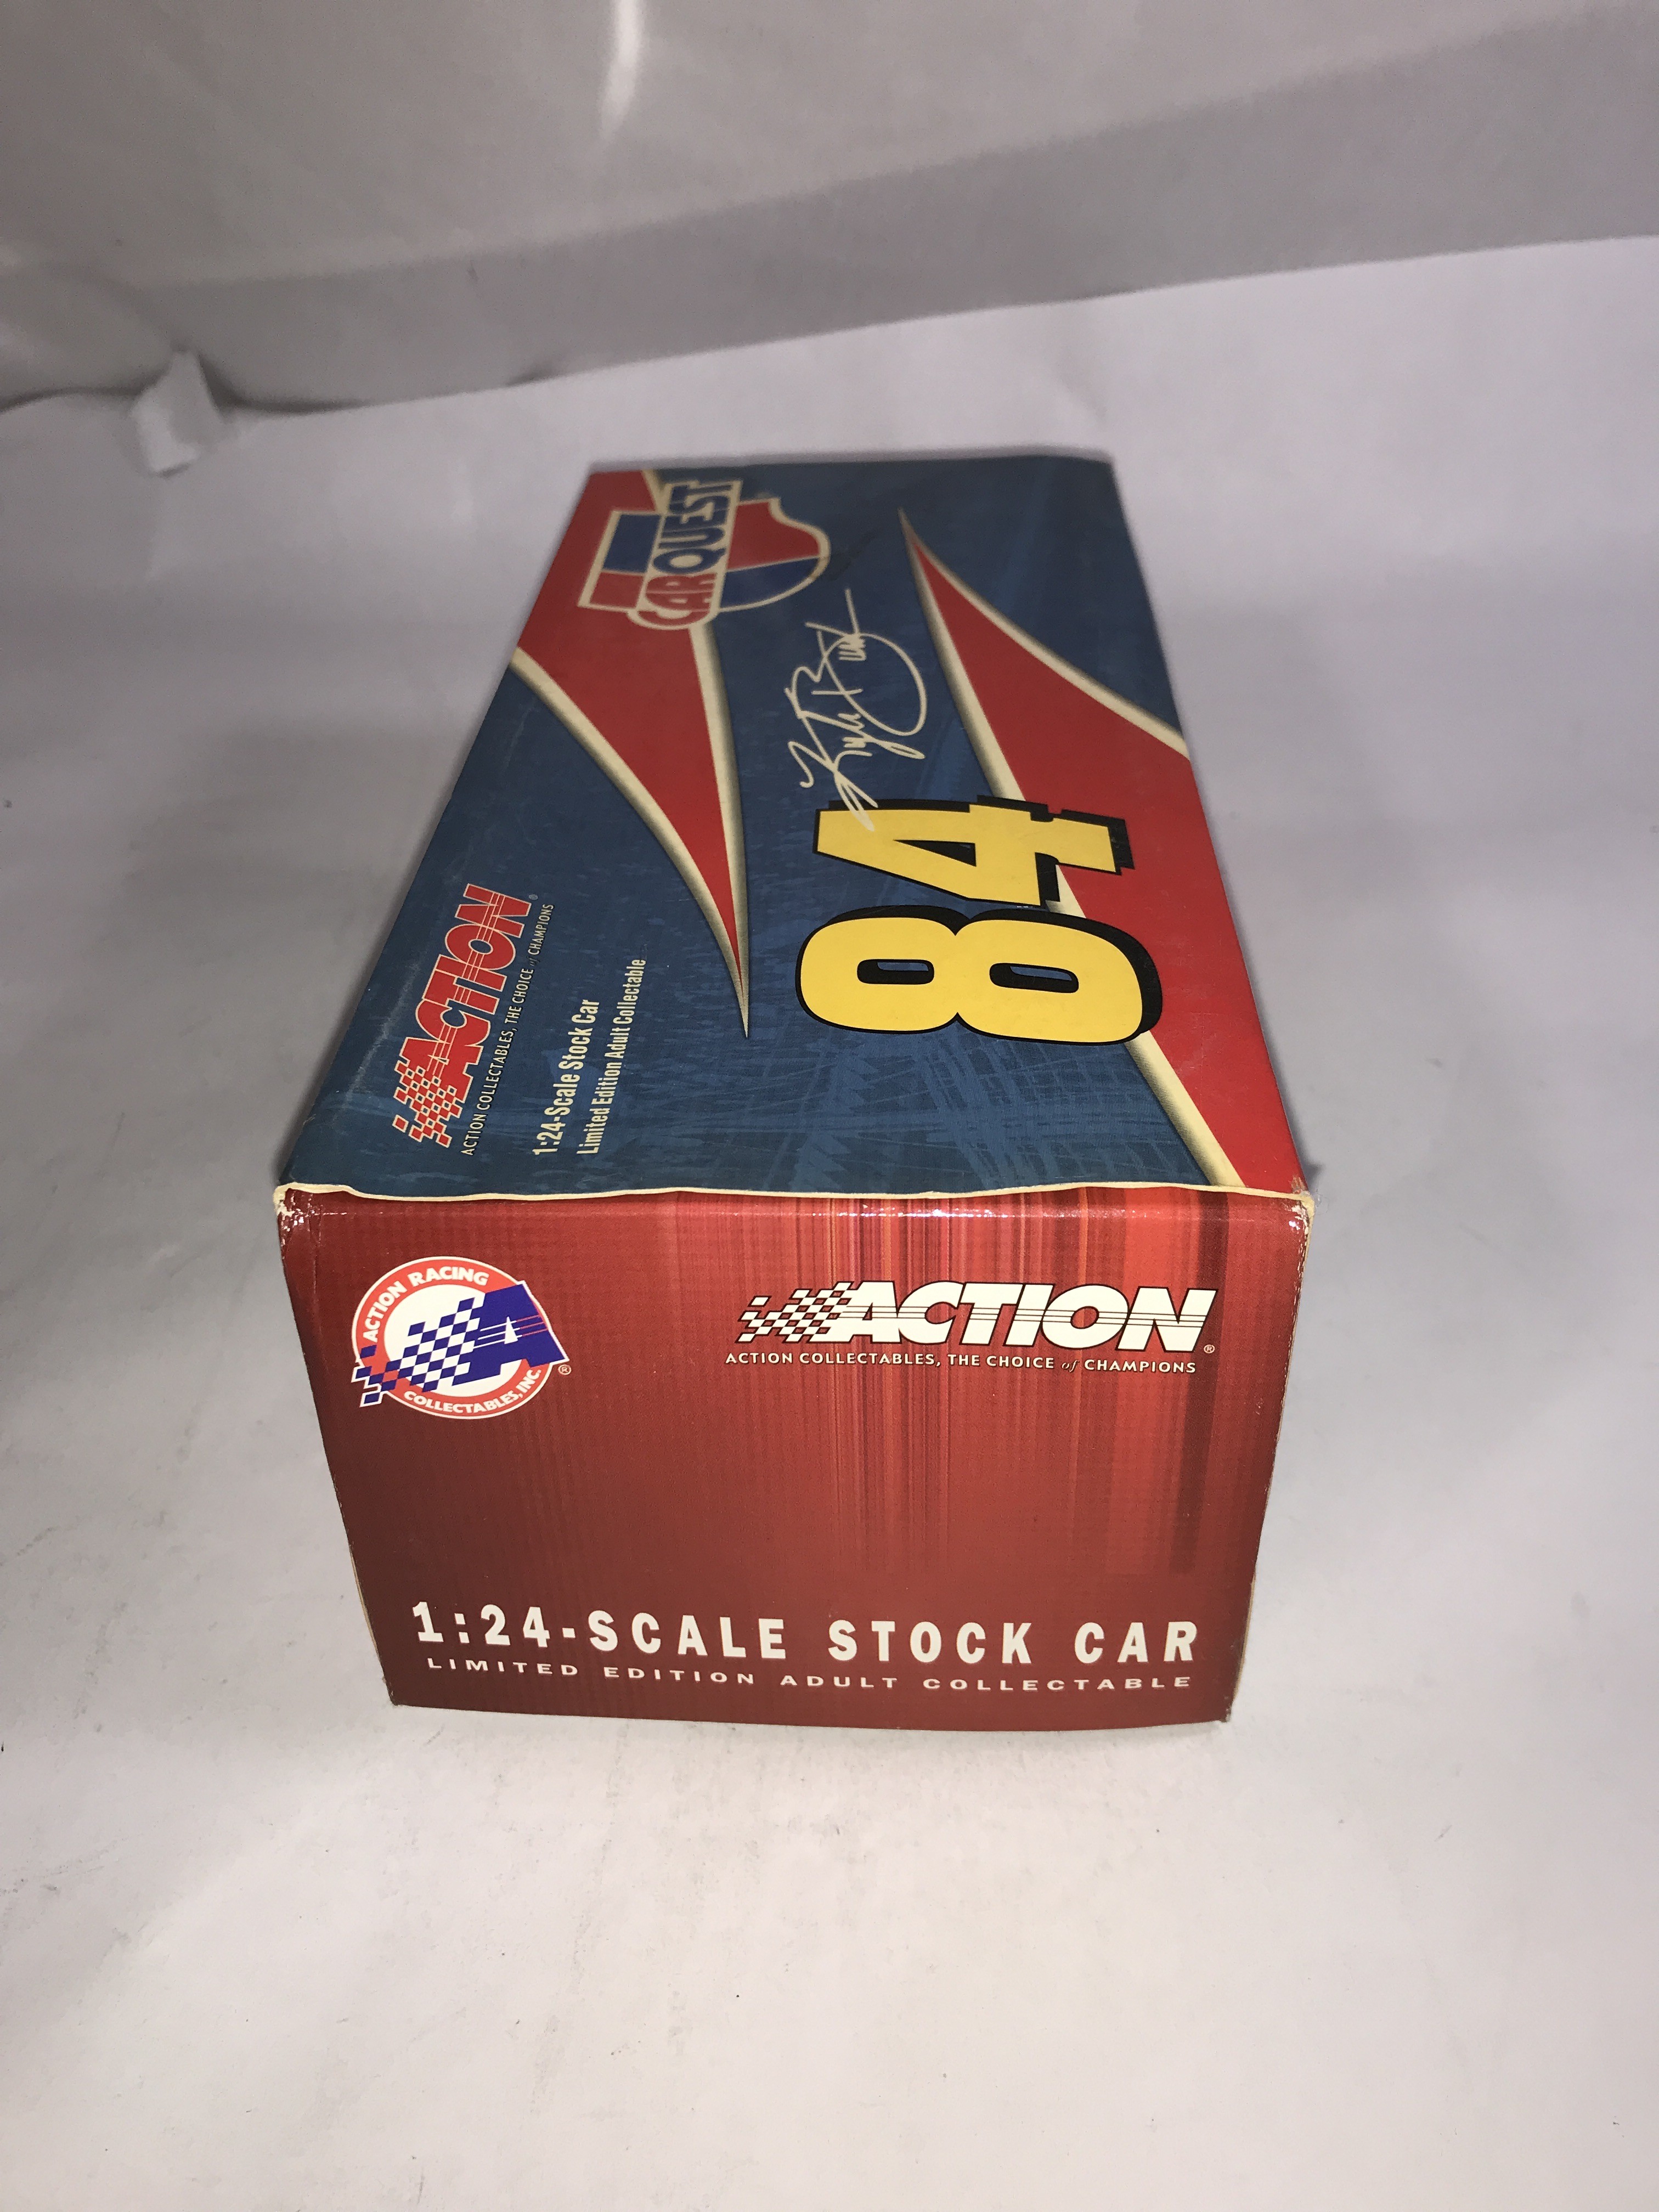 CARQUEST
Kyle Busch
84
ACTION®
ACTION COLLECTABLES, THE CHOICE of CHAMPIONS
1:24-Scale Stock Car
Limited Edition Adult Collectable
ACTION RACING
A
COLLECTABLES, INC.
®
ACTION®
ACTION COLLECTABLES, THE CHOICE of CHAMPIONS
1:24-SCALE STOCK CAR
LIMITED EDITION ADULT COLLECTABLE